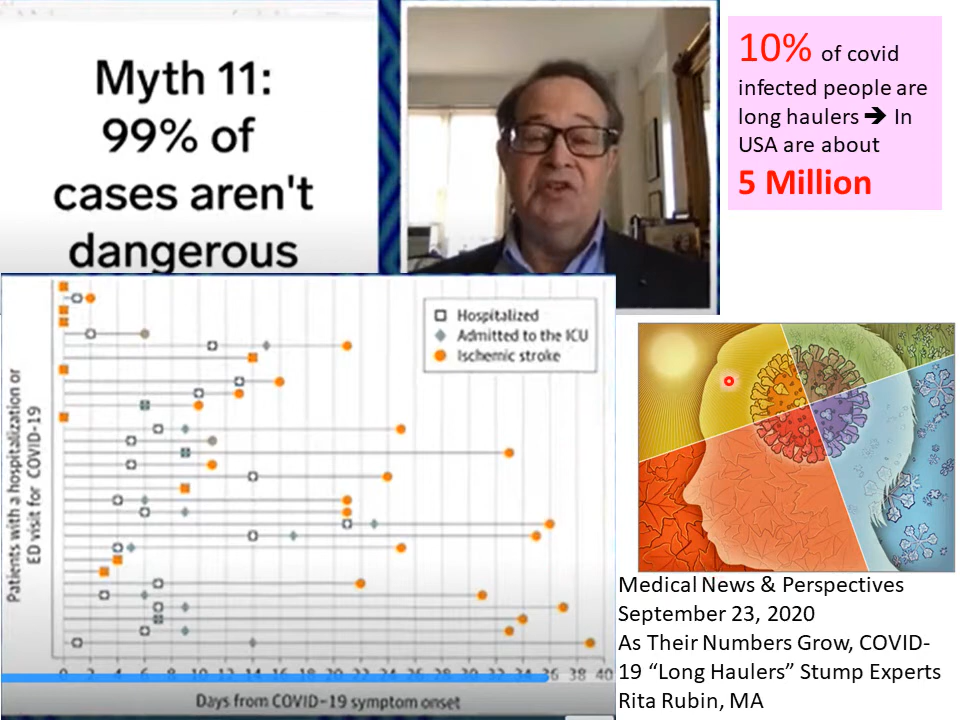 Myth 11:
99% of
cases aren't
dangerous
10% of covid
infected people are
long haulers ➔ In
USA are about
5 Million
Hospitalized
Admitted to the ICU
Ischemic stroke
Patients with a hospitalization or
ED visit for COVID-19
0 2 4 6 8 10 12 14 16 18 20 22 24 26 28 30 32 34 36 38 40
Days from COVID-19 symptom onset
Medical News & Perspectives
September 23, 2020
As Their Numbers Grow, COVID-
19 “Long Haulers” Stump Experts
Rita Rubin, MA